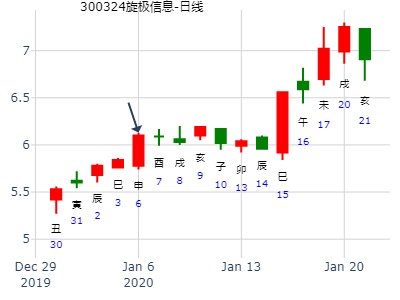 300324旋极信息-日线
7
6.5
6
5.5
5
丑
30
寅
31
辰
2
巳
3
申
6
酉
7
戌
8
亥
9
子
10
卯
13
辰
14
巳
15
午
16
未
17
戌
20
亥
21
Dec 29
2019
Jan 6
2020
Jan 13
Jan 20